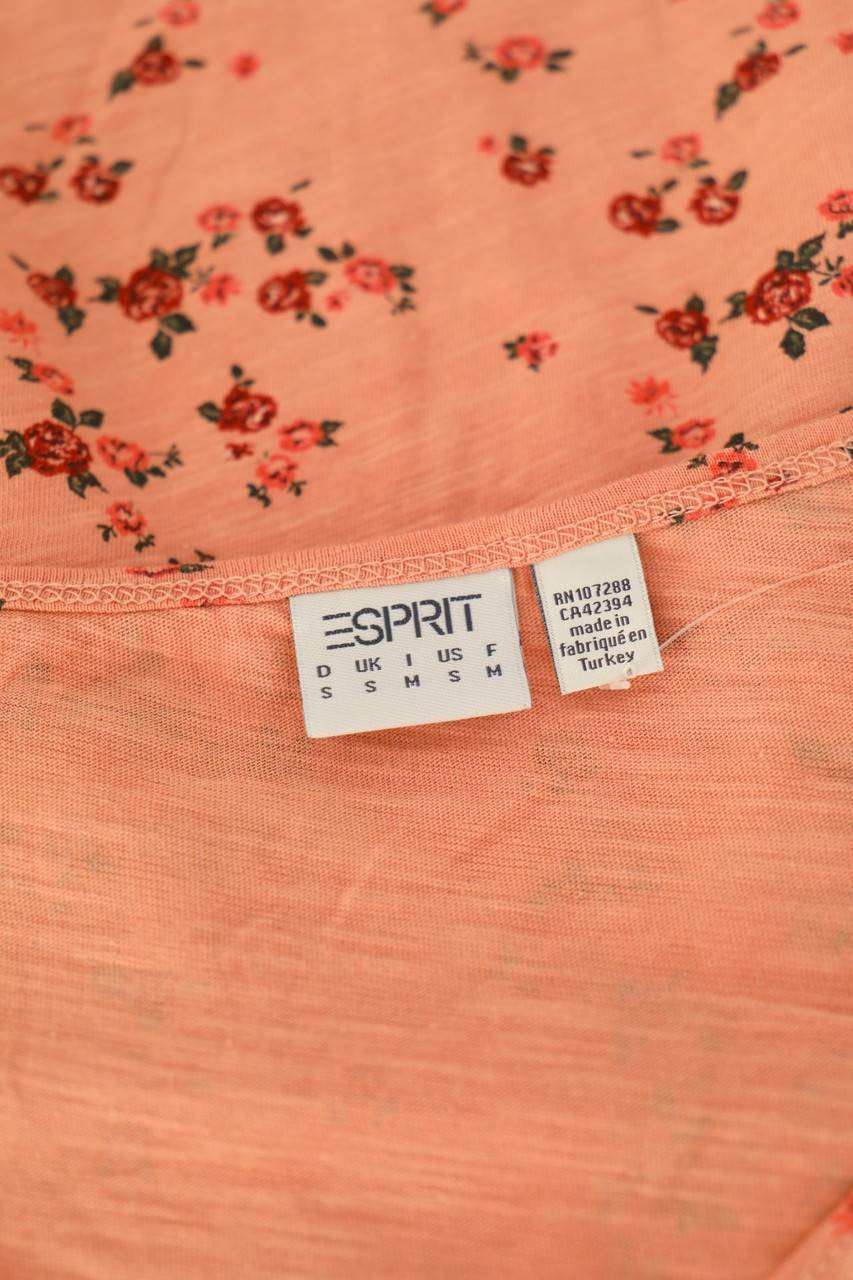 ESPRIT
D UK I US F
S S M S M
RN107288
CA42394
made in
fabriqué en
Turkey